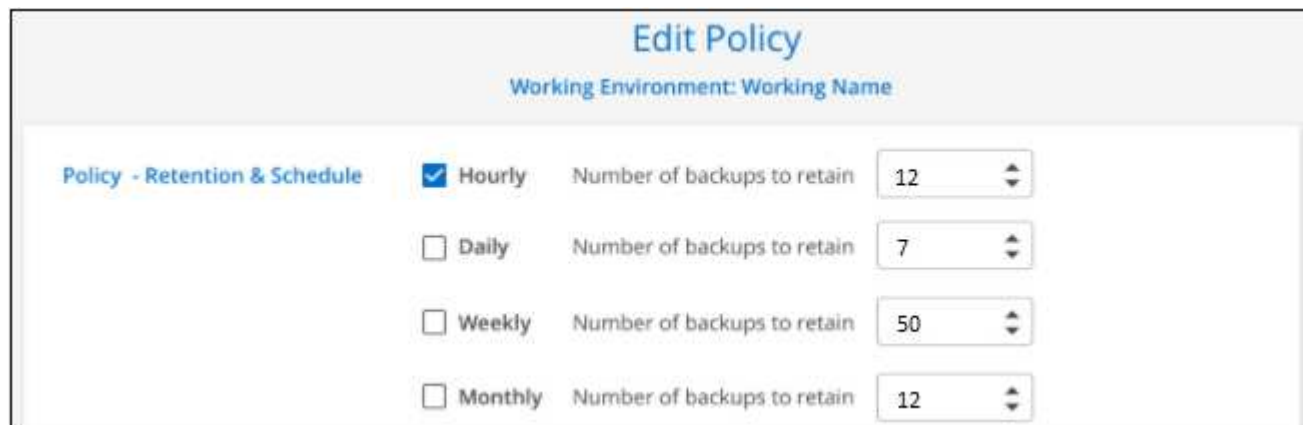 Edit Policy
Working Environment: Working Name
Policy - Retention & Schedule Hourly Number of backups to retain 12
Daily Number of backups to retain 7
Weekly Number of backups to retain 50
Monthly Number of backups to retain 12